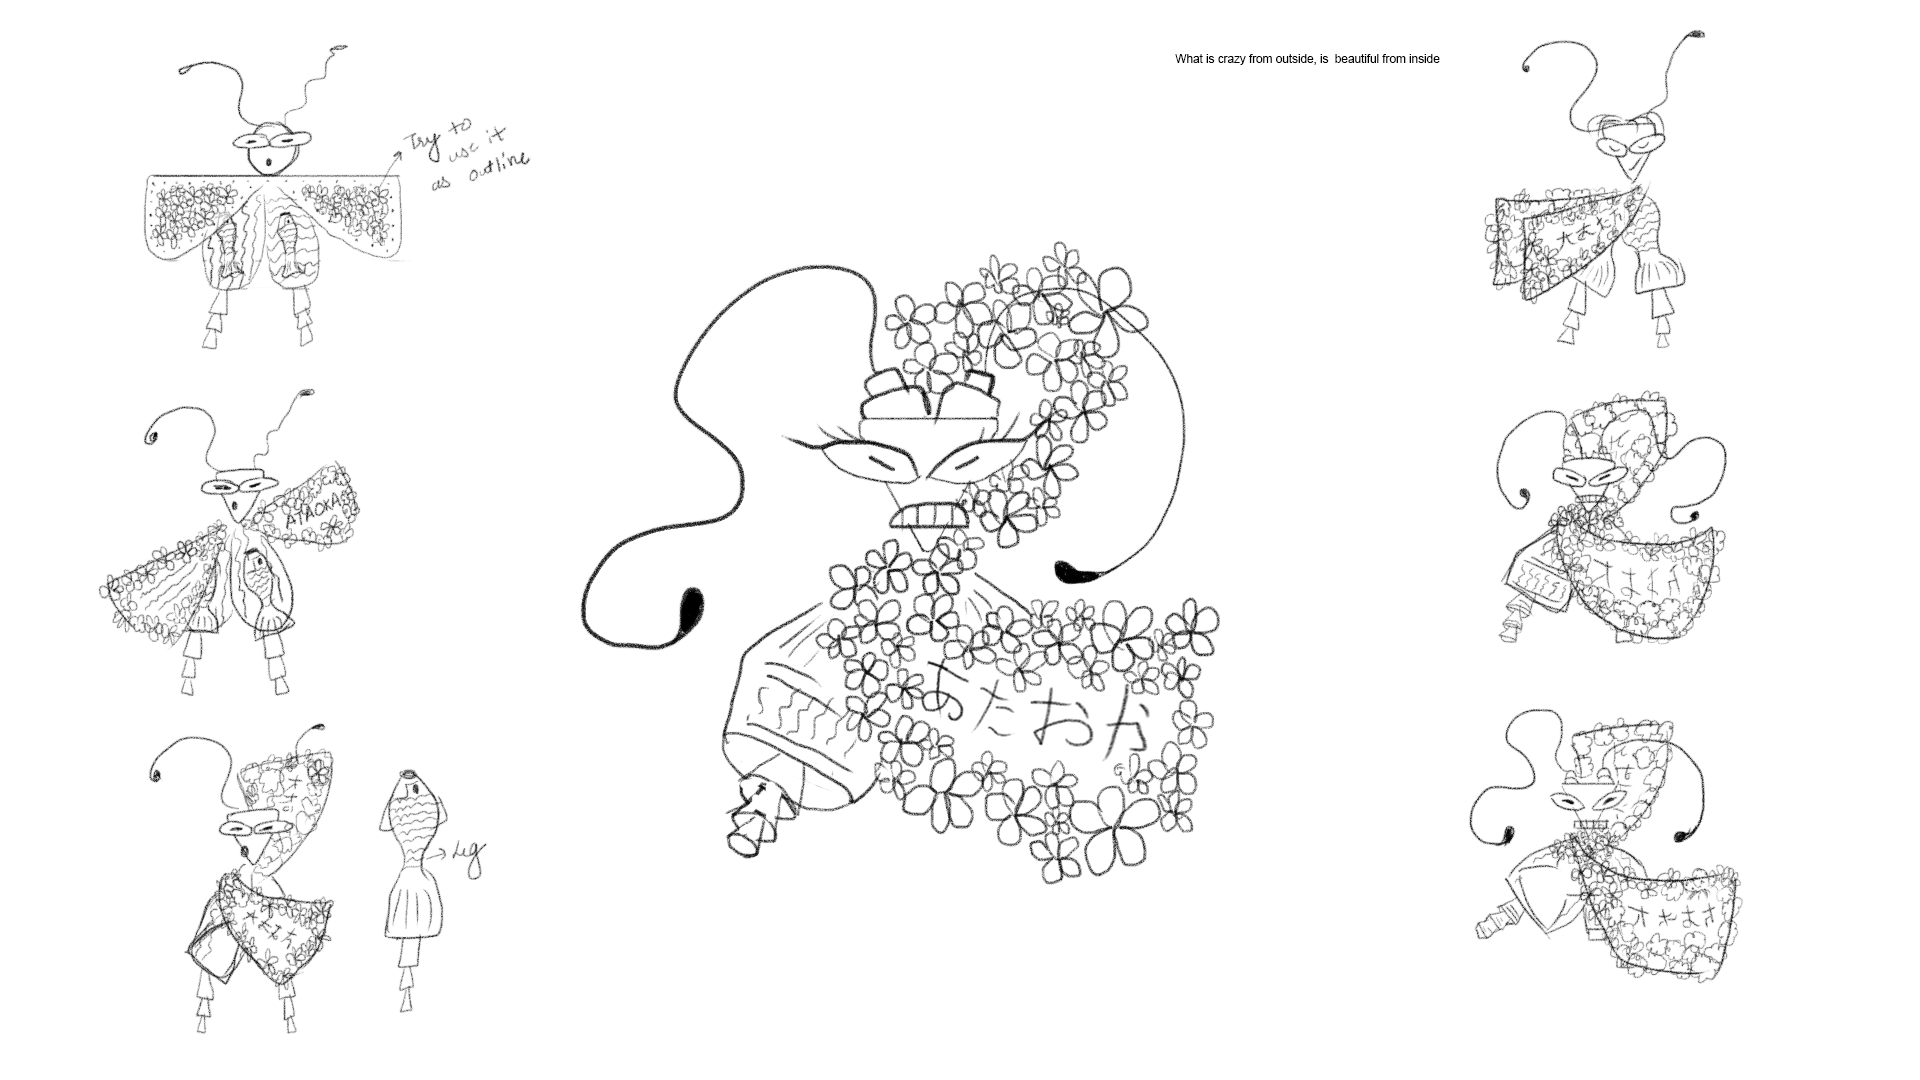 What is crazy from outside, is beautiful from inside
Try to
use it
as outline
ATAOKA
あたおか
Leg